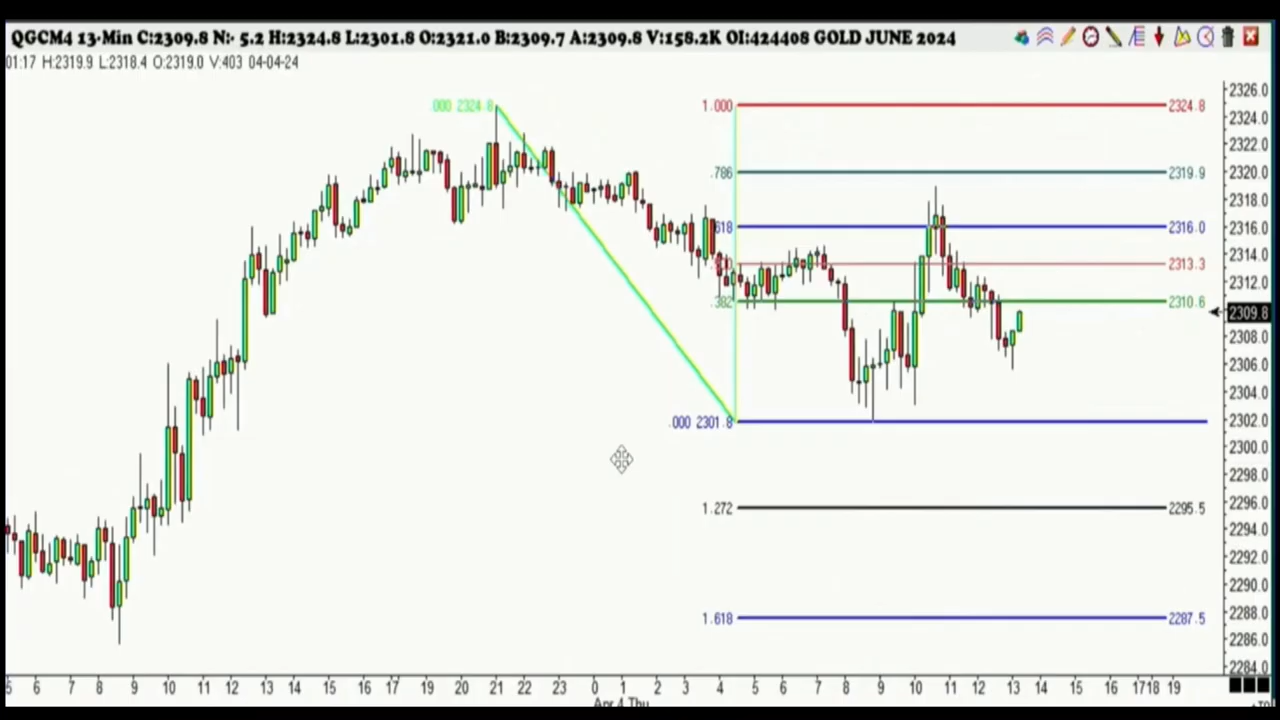 QGCM4 13-Min C:2309.8 N:- 5.2 H:2324.8 L:2301.8 O:2321.0 B:2309.7 A:2309.8 V:158.2K OI:424408 GOLD JUNE 2024
01:17 H:2319.9 L:2318.4 O:2319.0 V:403 04-04-24
2326.0
.000 2324.8 1.000 2324.8
2324.0
2322.0
.786 2319.9 2320.0
2318.0
618 2316.0 2316.0
2314.0
2313.3
2312.0
.382 2310.6
2309.8
2308.0
2306.0
2304.0
.000 2301.8 2302.0
2300.0
2298.0
2296.0
1.272 2295.5
2294.0
2292.0
2290.0
2288.0
1.618 2287.5
2286.0
2284.0
5 6 7 8 9 10 11 12 13 14 15 16 17 19 20 21 22 23 0 1 2 3 4 5 6 7 8 9 10 11 12 13 14 15 16 17 18 19
Apr 4 Thu